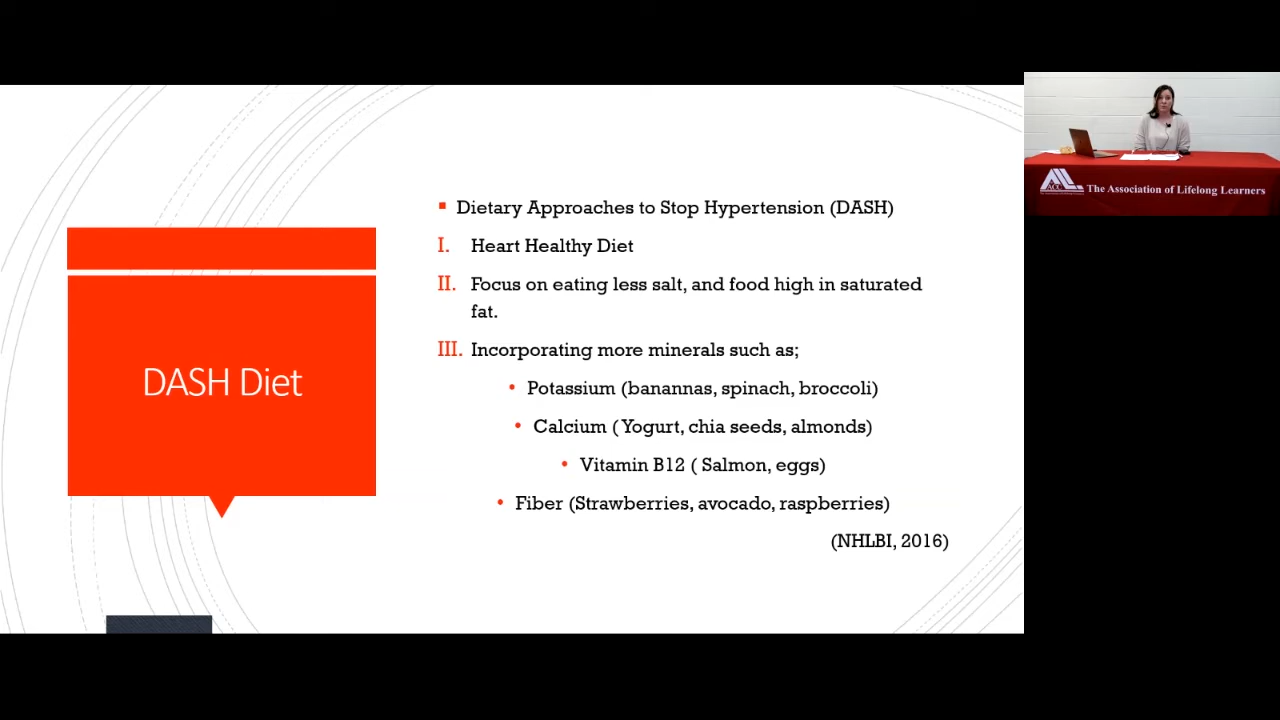 DASH Diet
▪ Dietary Approaches to Stop Hypertension (DASH)
I. Heart Healthy Diet
II. Focus on eating less salt, and food high in saturated
fat.
III. Incorporating more minerals such as;
• Potassium (banannas, spinach, broccoli)
• Calcium ( Yogurt, chia seeds, almonds)
• Vitamin B12 ( Salmon, eggs)
• Fiber (Strawberries, avocado, raspberries)
(NHLBI, 2016)
ALL
ACC
The Association of Lifelong Learners